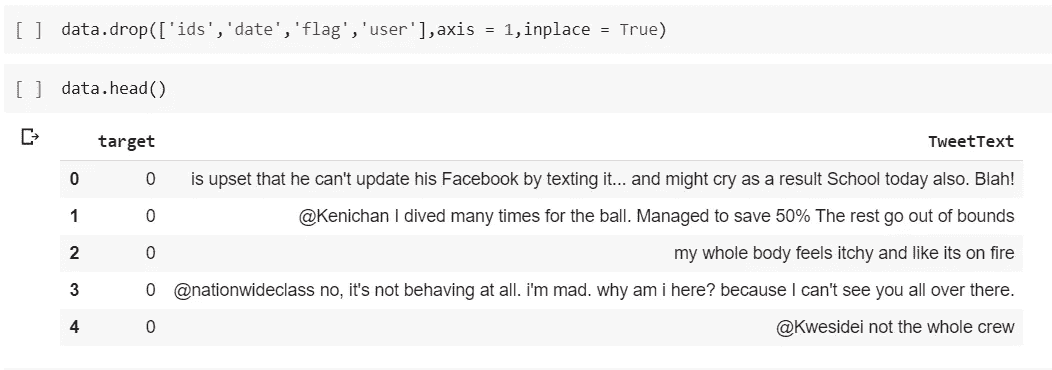 [ ] data.drop(['ids','date','flag','user'],axis = 1,inplace = True)
[ ] data.head()
target TweetText
0 0 is upset that he can't update his Facebook by texting it... and might cry as a result School today also. Blah!
1 0 @Kenichan I dived many times for the ball. Managed to save 50% The rest go out of bounds
2 0 my whole body feels itchy and like its on fire
3 0 @nationwideclass no, it's not behaving at all. i'm mad. why am i here? because I can't see you all over there.
4 0 @Kwesidei not the whole crew